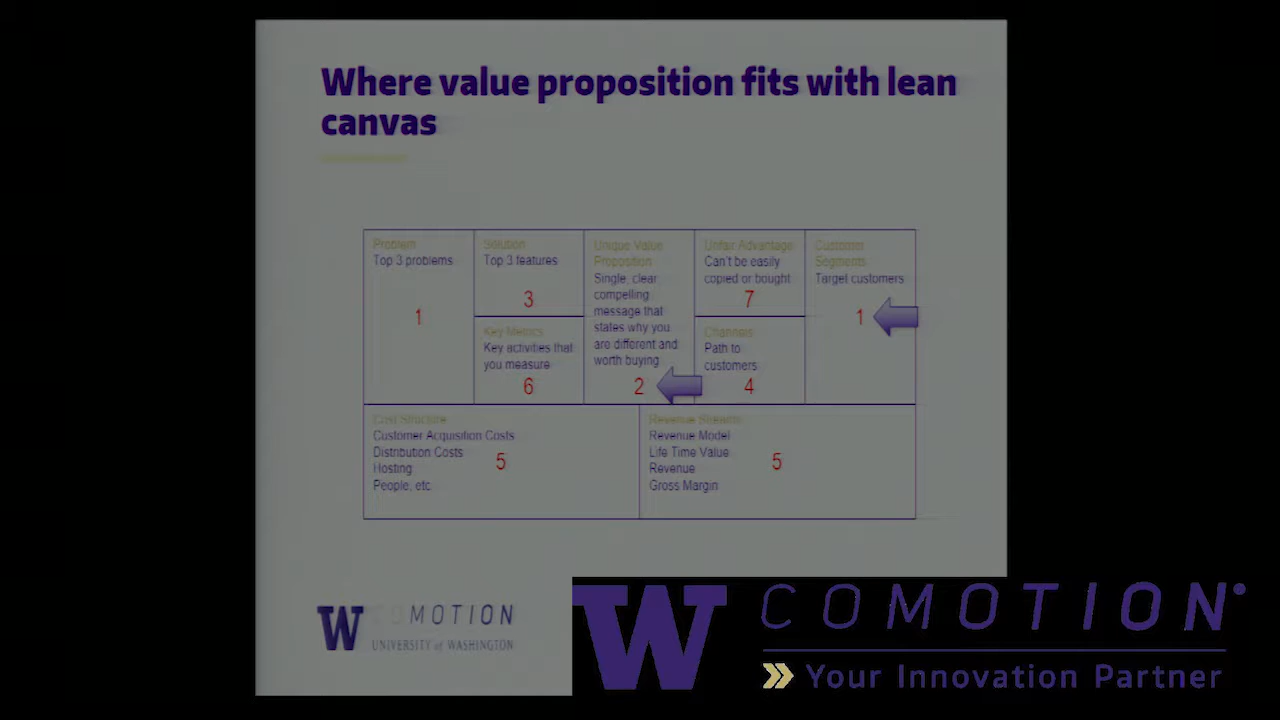 Where value proposition fits with lean
canvas
Problem
Top 3 problems
1
Solution
Top 3 features
3
Key Metrics
Key activities that
you measure
6
Unique Value
Proposition
Single, clear,
compelling
message that
states why you
are different and
worth buying
2
Unfair Advantage
Can't be easily
copied or bought
7
Channels
Path to
customers
4
Customer
Segments
Target customers
1
Cost Structure
Customer Acquisition Costs
Distribution Costs
Hosting
People, etc
5
Revenue Streams
Revenue Model
Life Time Value
Revenue
Gross Margin
5
W COMOTION
UNIVERSITY of WASHINGTON
W COMOTION
Your Innovation Partner